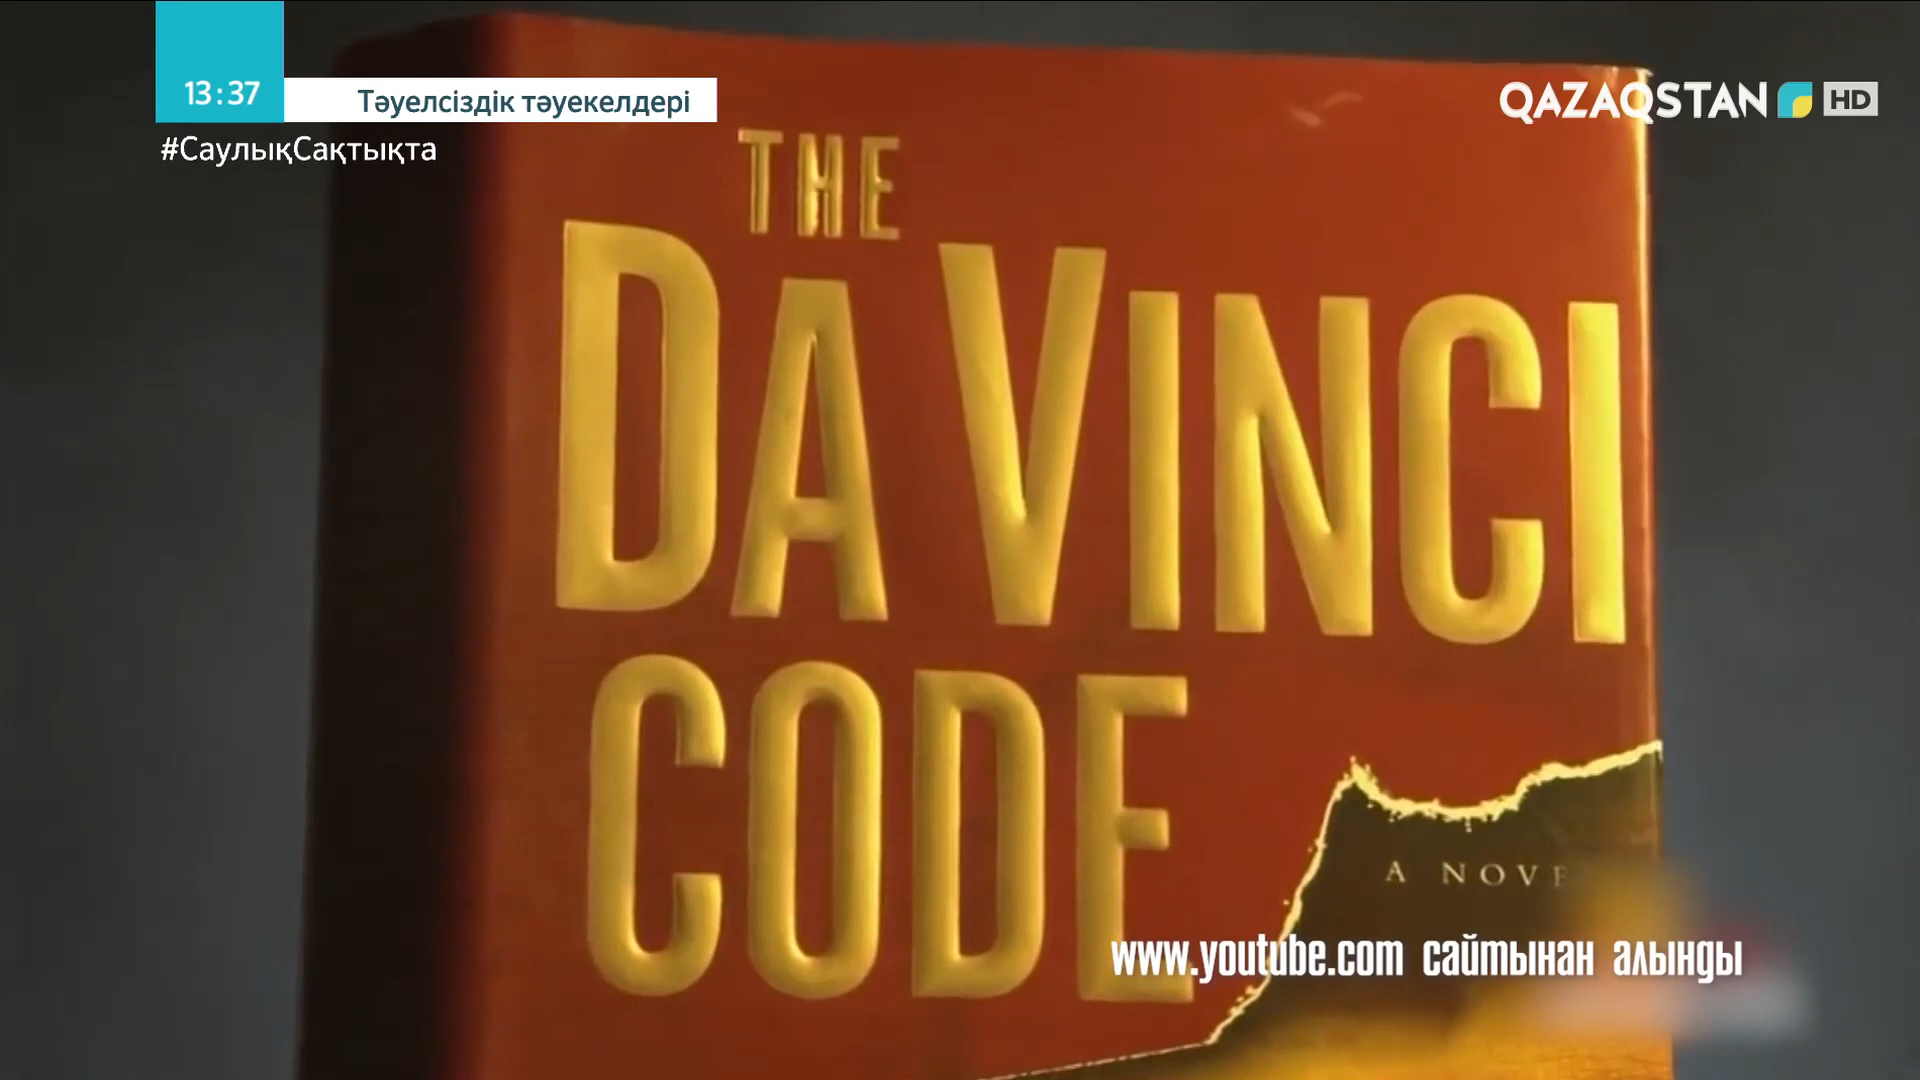 13:37
Тәуелсіздік тәуекелдері
#СаулықСақтықта
QAZAQSTAN HD
THE
DA VINCI
CODE
A NOVE
www.youtube.com сайтынан алынды